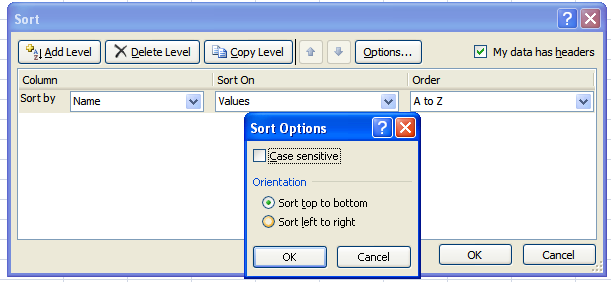 Sort
Add Level Delete Level Copy Level Options... My data has headers
Column Sort On Order
Sort by Name Values A to Z
Sort Options
Case sensitive
Orientation
Sort top to bottom
Sort left to right
OK Cancel
OK Cancel